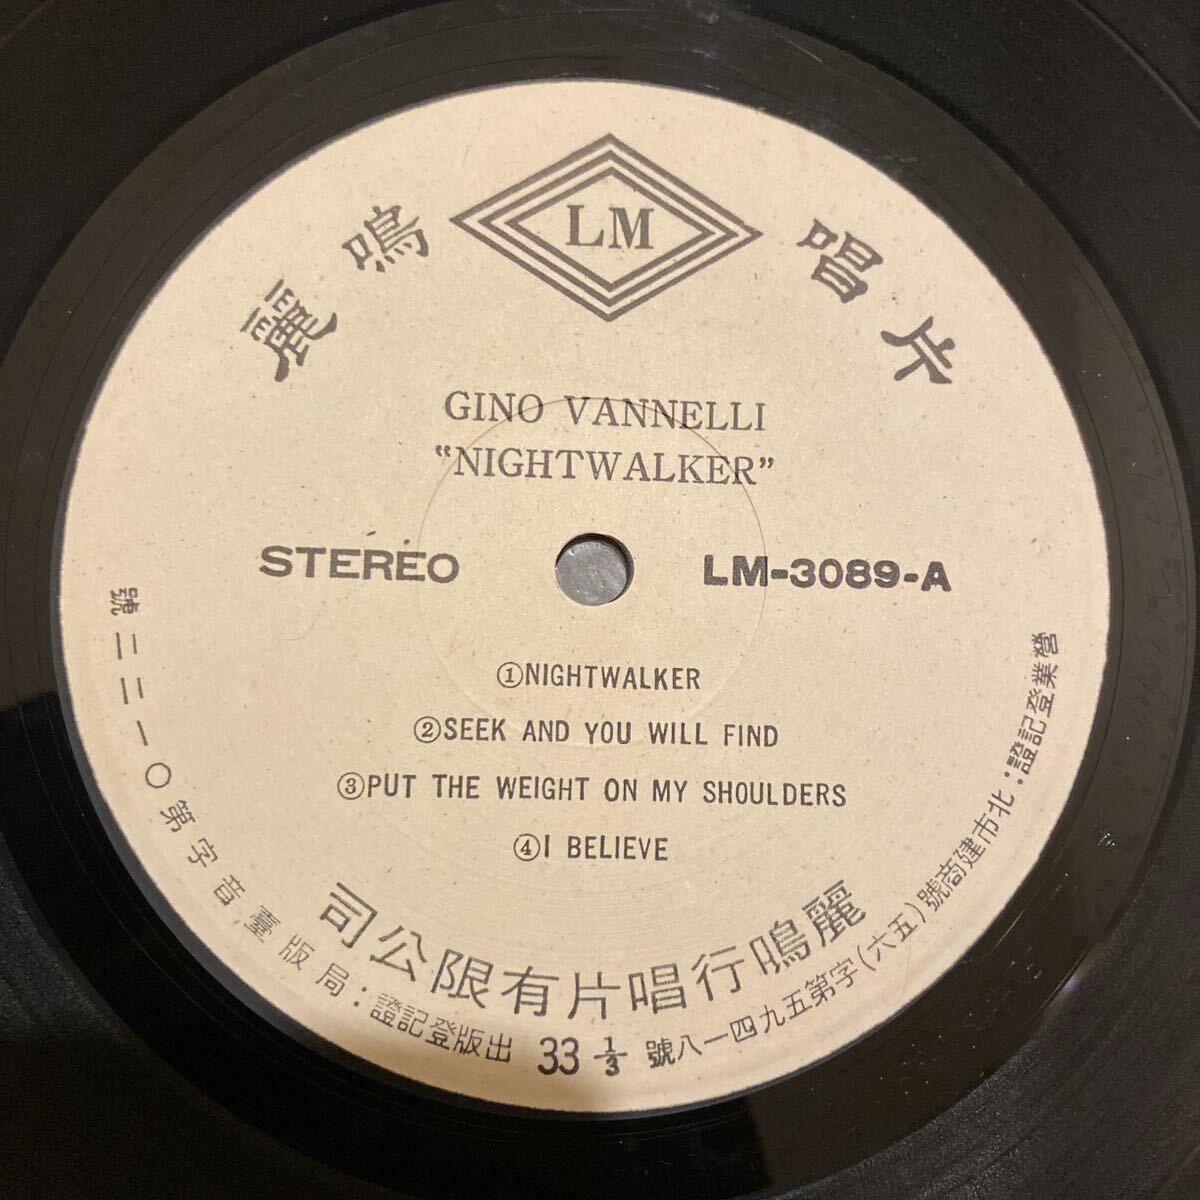 麗鳴 LM 唱片
GINO VANNELLI
“NIGHTWALKER”
STEREO LM-3089-A
①NIGHTWALKER
②SEEK AND YOU WILL FIND
③PUT THE WEIGHT ON MY SHOULDERS
④I BELIEVE
麗鳴行唱片有限公司
營業登記證:北市建商號(五六)字第五九四一八號
33 1/3
出版登記證:局版臺音字第〇一二二號